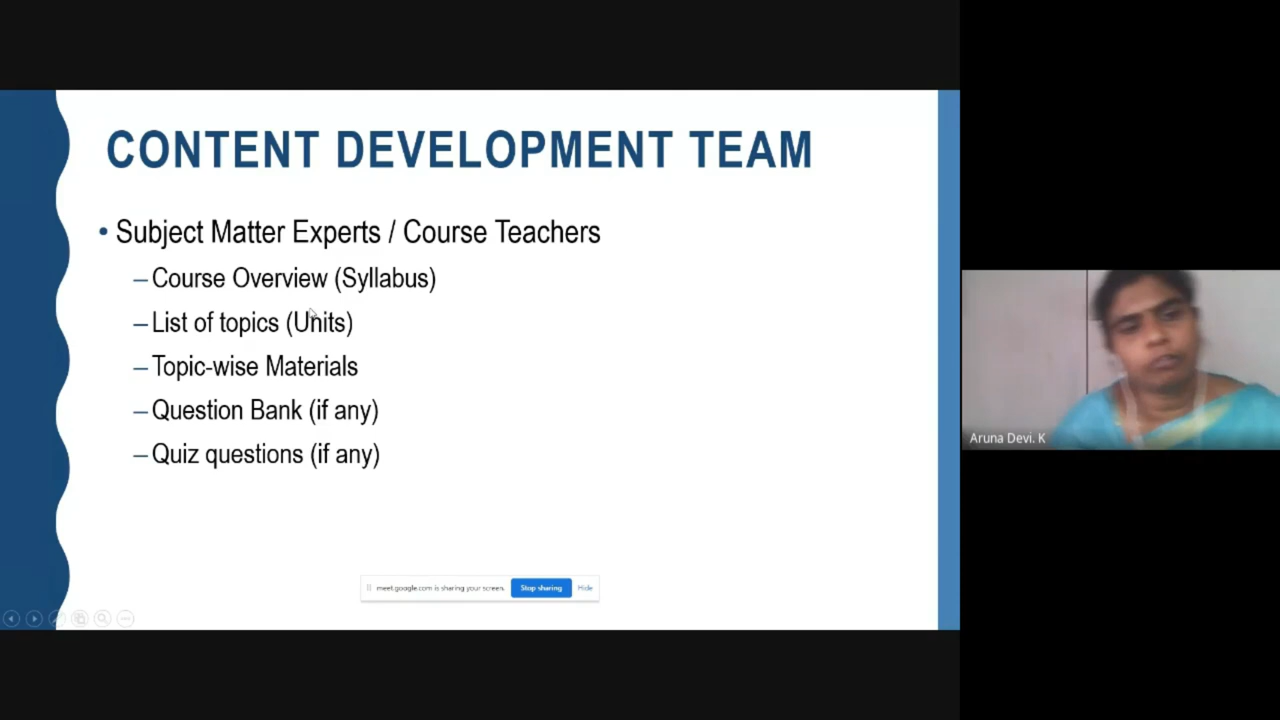 CONTENT DEVELOPMENT TEAM
• Subject Matter Experts / Course Teachers
– Course Overview (Syllabus)
– List of topics (Units)
– Topic-wise Materials
– Question Bank (if any)
– Quiz questions (if any)
Aruna Devi. K
meet.google.com is sharing your screen. Stop sharing Hide